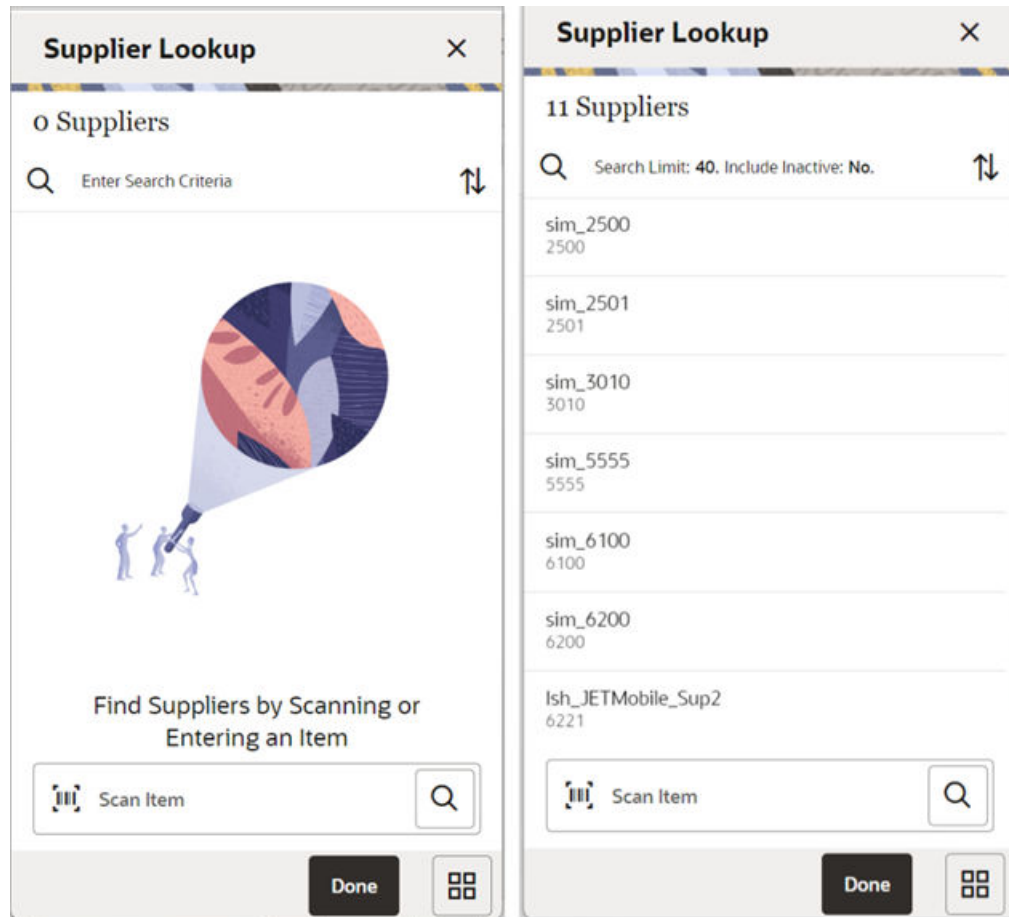 Supplier Lookup
0 Suppliers
Enter Search Criteria
Find Suppliers by Scanning or
Entering an Item
Scan Item
Done
Supplier Lookup
11 Suppliers
Search Limit: 40. Include Inactive: No.
sim_2500
2500
sim_2501
2501
sim_3010
3010
sim_5555
5555
sim_6100
6100
sim_6200
6200
lsh_JETMobile_Sup2
6221
Scan Item
Done